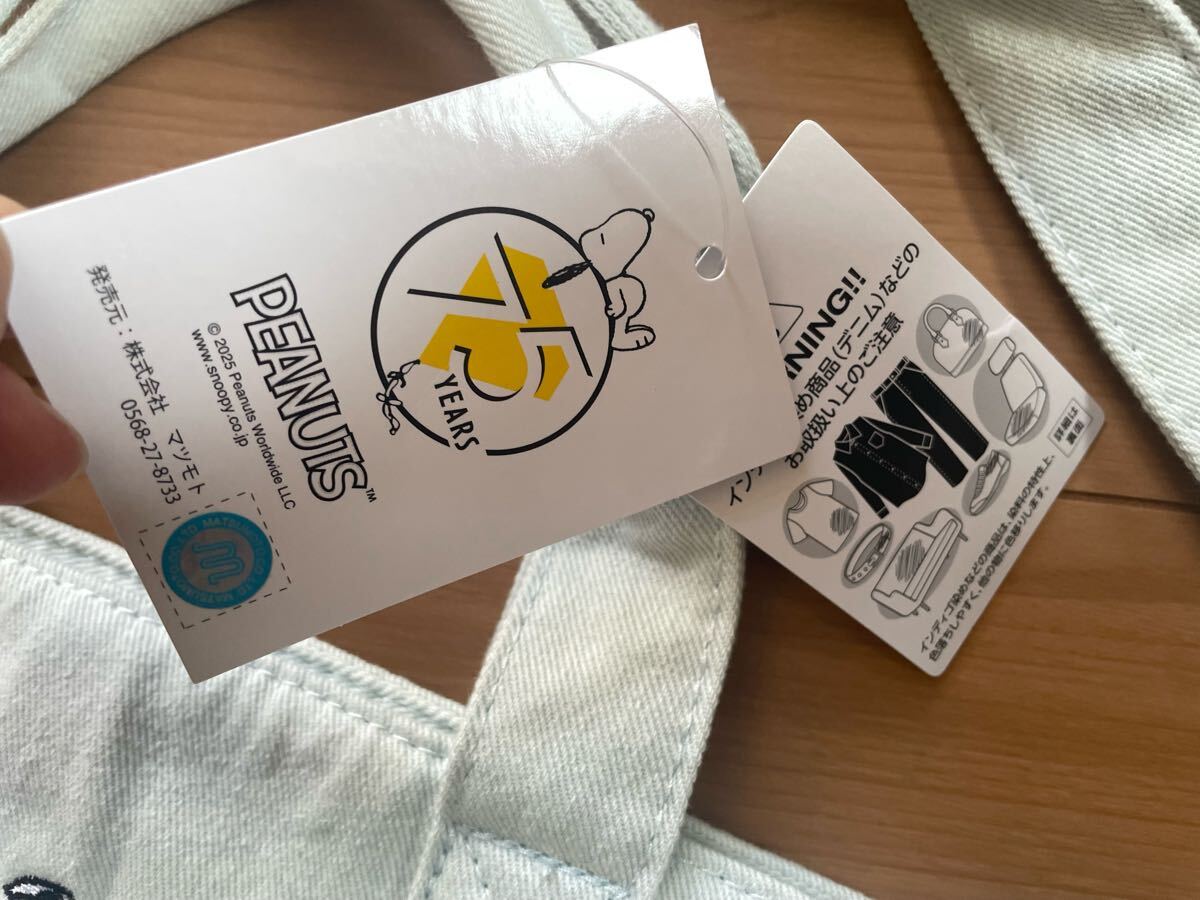 75
YEARS
PEANUTS™
© 2025 Peanuts Worldwide LLC
www.snoopy.co.jp
発売元：株式会社 マツモト
0568-27-8733
め商品(デニム)などの
お取扱い上のご注意
詳細は
裏面
インディゴ染めなどの商品は、染料の特性上、
色落ちしやすく、他の物に色移りします。